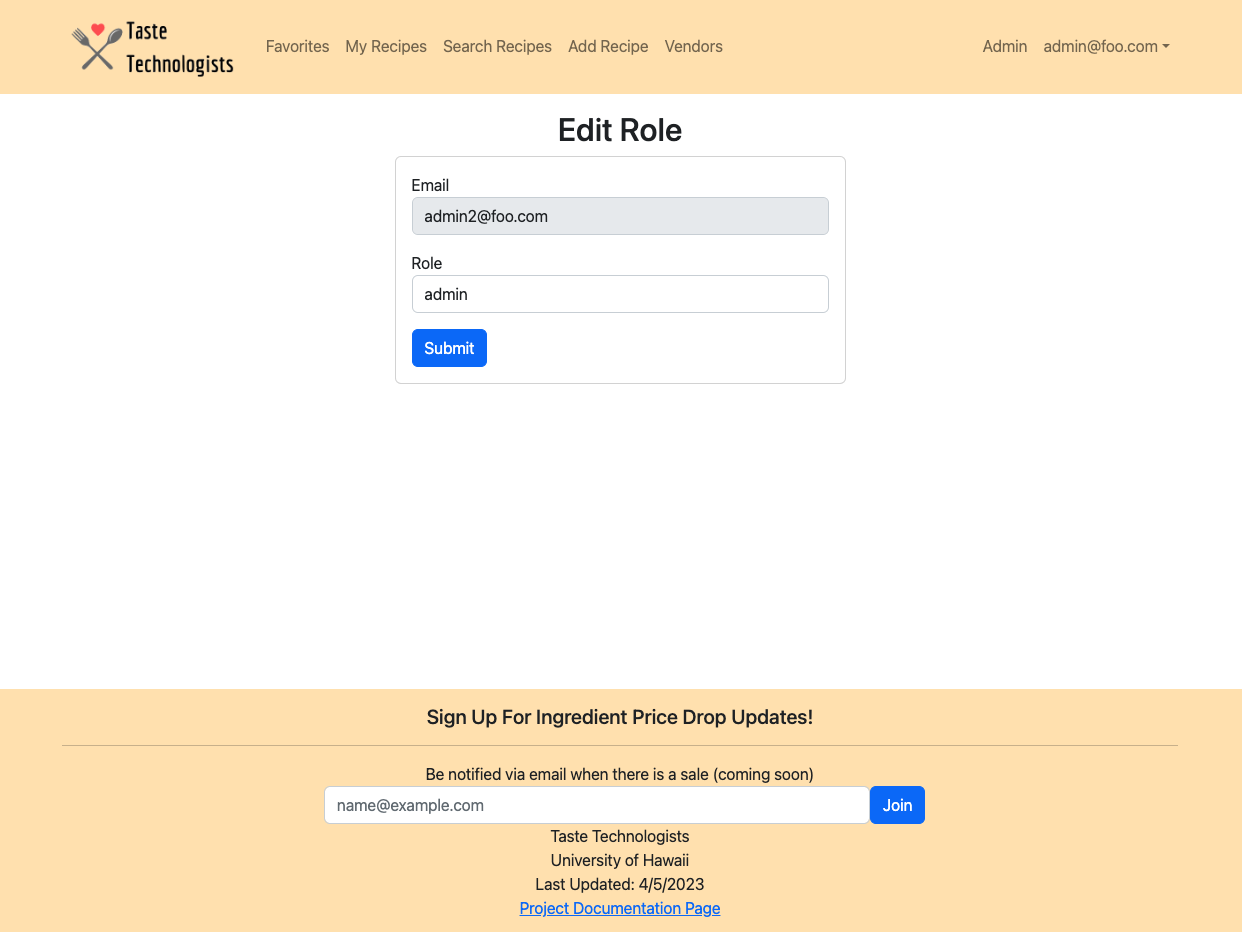 Taste
Technologists
Favorites My Recipes Search Recipes Add Recipe Vendors Admin admin@foo.com
Edit Role
Email
admin2@foo.com
Role
admin
Submit
Sign Up For Ingredient Price Drop Updates!
Be notified via email when there is a sale (coming soon)
name@example.com Join
Taste Technologists
University of Hawaii
Last Updated: 4/5/2023
Project Documentation Page